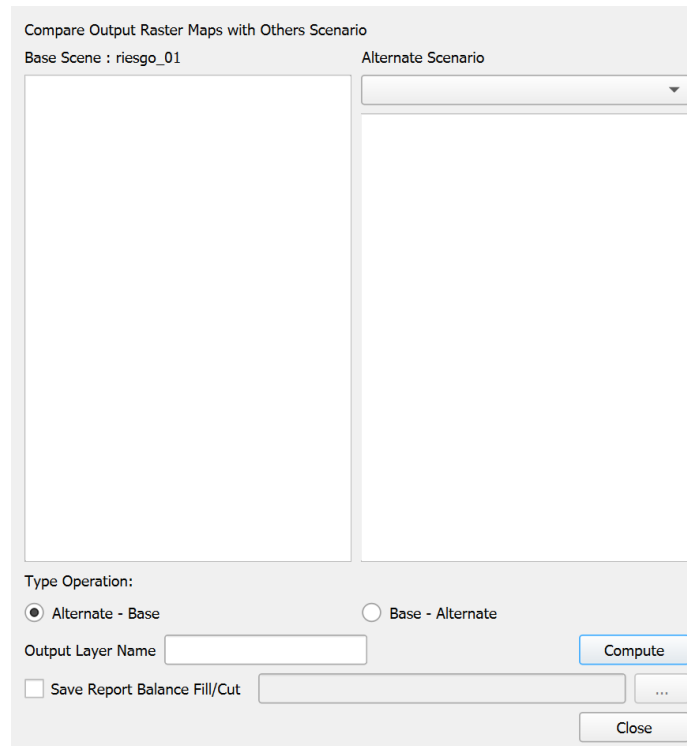 Compare Output Raster Maps with Others Scenario
Base Scene : riesgo_01
Alternate Scenario
Type Operation:
Alternate - Base
Base - Alternate
Output Layer Name
Compute
Save Report Balance Fill/Cut
...
Close